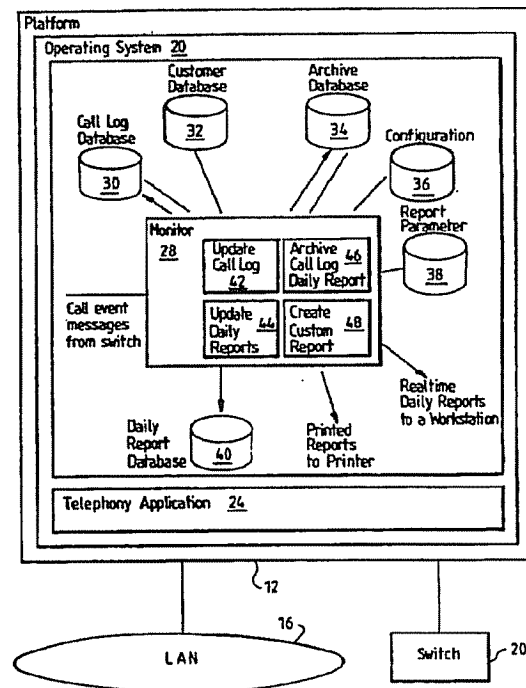 Platform
Operating System 20
Customer
Database
32
Archive
Database
34
Call Log
Database
30
Configuration
36
Report
Parameter
38
Monitor
28
Update
Call Log
42
Archive 46
Call Log
Daily Report
Update 44
Daily
Reports
Create 48
Custom
Report
Call event
messages
from switch
Realtime
Daily Reports
to a Workstation
Daily
Report
Database
40
Printed
Reports
to Printer
Telephony Application 24
12
16
LAN
Switch
20